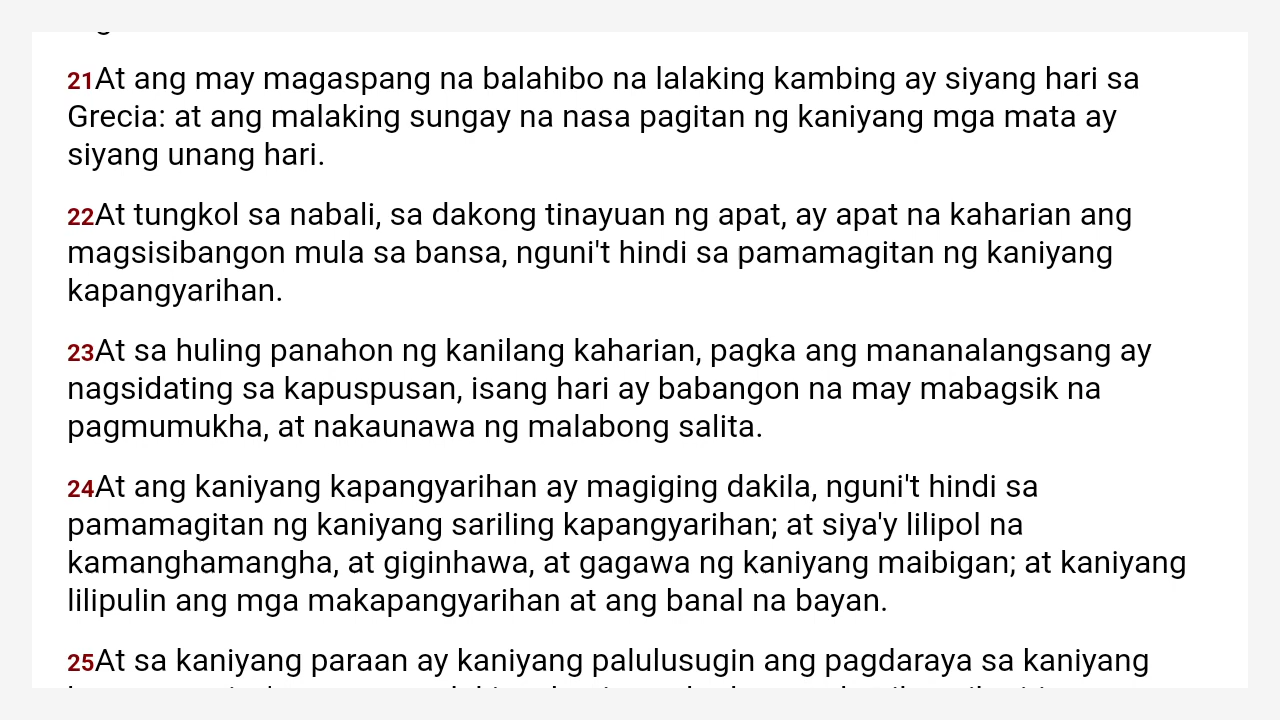 21At ang may magaspang na balahibo na lalaking kambing ay siyang hari sa
Grecia: at ang malaking sungay na nasa pagitan ng kaniyang mga mata ay
siyang unang hari.
22At tungkol sa nabali, sa dakong tinayuan ng apat, ay apat na kaharian ang
magsisibangon mula sa bansa, nguni't hindi sa pamamagitan ng kaniyang
kapangyarihan.
23At sa huling panahon ng kanilang kaharian, pagka ang mananalangsang ay
nagsidating sa kapuspusan, isang hari ay babangon na may mabagsik na
pagmumukha, at nakaunawa ng malabong salita.
24At ang kaniyang kapangyarihan ay magiging dakila, nguni't hindi sa
pamamagitan ng kaniyang sariling kapangyarihan; at siya'y lilipol na
kamanghamangha, at giginhawa, at gagawa ng kaniyang maibigan; at kaniyang
lilipulin ang mga makapangyarihan at ang banal na bayan.
25At sa kaniyang paraan ay kaniyang palulusugin ang pagdaraya sa kaniyang